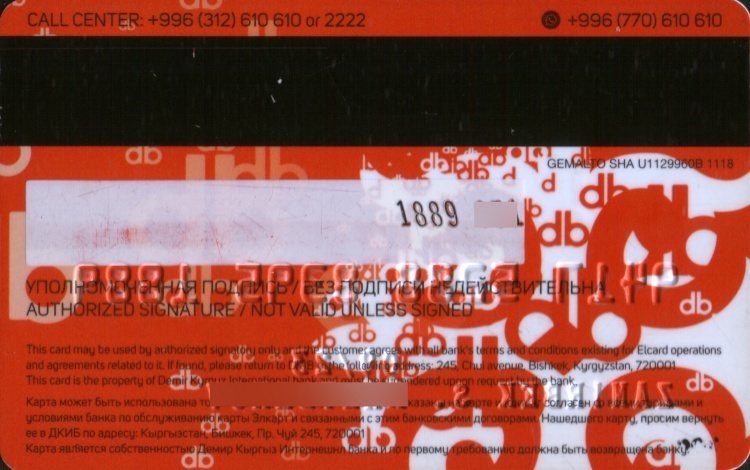 CALL CENTER: +996 (312) 610 610 or 2222
+996 (770) 610 610
db
GEMALTO SHA U1129960B 1118
1889
УПОЛНОМОЧЕННАЯ ПОДПИСЬ / БЕЗ ПОДПИСИ НЕДЕЙСТВИТЕЛЬНА
AUTHORIZED SIGNATURE / NOT VALID UNLESS SIGNED
This card may be used by authorized signature only and the customer agrees with all bank's terms and conditions existing for Elcard operations
and agreements related to it. If found, please return to the following address: 245, Chui avenue, Bishkek, Kyrgyzstan, 720001
This card is the property of Demir Kyrgyz International bank and upon request by the bank.
Карта может быть использована согласен со всеми тарифами и
условиями банка по обслуживанию карты Элкарт и связанными с этим банковскими договорами. Нашедшего карту, просим вернуть
ее в ДКИБ по адресу: Кыргызстан, Бишкек, Пр. Чуй 245, 720001
Карта является собственностью Демир Кыргыз Интернешнл банка и по первому требованию должна быть возвращена банку.